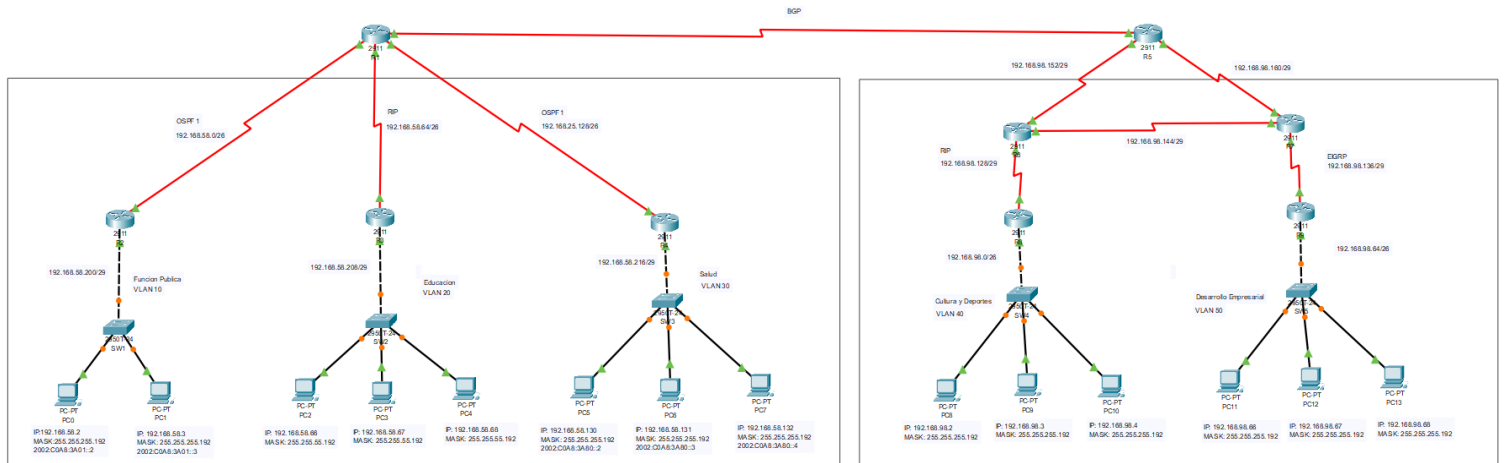 BGP
2911
R1
2911
R5
192.168.98.152/29
192.168.98.160/29
OSPF 1
192.168.58.0/26
RIP
192.168.58.64/26
OSPF 1
192.168.25.128/26
2911
2911
192.168.98.144/29
RIP
192.168.98.128/29
EIGRP
192.168.98.136/29
2911
2911
2911
2911
2911
192.168.58.200/29
Funcion Publica
VLAN 10
192.168.58.208/29
Educacion
VLAN 20
192.168.58.216/29
Salud
VLAN 30
192.168.98.0/26
Cultura y Deportes
VLAN 40
192.168.98.64/26
Desarrollo Empresarial
VLAN 50
2950T-24
SW1
2950T-24
SW2
2950T-24
SW3
2950T-24
SW4
2950T-24
SW5
PC-PT
PC0
PC-PT
PC1
PC-PT
PC2
PC-PT
PC3
PC-PT
PC4
PC-PT
PC5
PC-PT
PC6
PC-PT
PC7
PC-PT
PC8
PC-PT
PC9
PC-PT
PC10
PC-PT
PC11
PC-PT
PC12
PC-PT
PC13
IP:192.168.58.2
MASK: 255.255.255.192
2002:C0A8:3A01::2
IP: 192.168.58.3
MASK: 255.255.255.192
2002:C0A8:3A01::3
IP: 192.168.58.66
MASK: 255.255.55.192
IP: 192.168.58.67
MASK: 255.255.55.192
IP: 192.168.58.68
MASK: 255.255.55.192
IP:192.168.58.130
MASK: 255.255.255.192
2002:C0A8:3A80::2
IP: 192.168.58.131
MASK: 255.255.255.192
2002:C0A8:3A80::3
IP: 192.168.58.132
MASK: 255.255.255.192
2002:C0A8:3A80::4
IP: 192.168.98.2
MASK: 255.255.255.192
IP: 192.168.98.3
MASK: 255.255.255.192
IP: 192.168.98.4
MASK: 255.255.255.192
IP: 192.168.98.66
MASK: 255.255.255.192
IP: 192.168.98.67
MASK: 255.255.255.192
IP: 192.168.98.68
MASK: 255.255.255.192